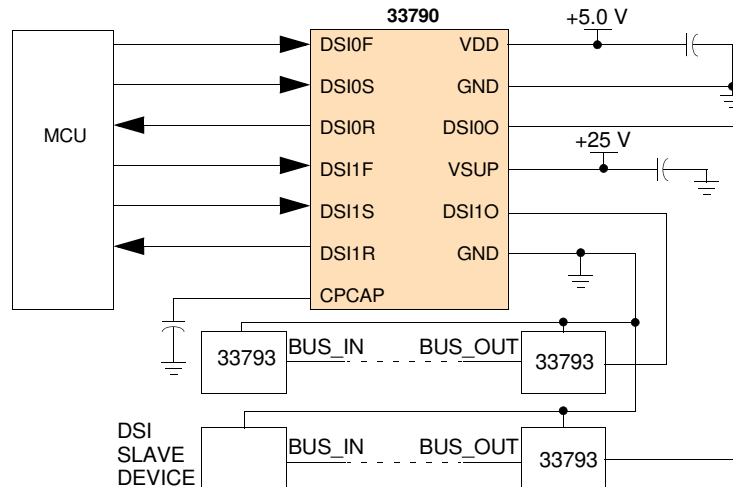 33790
+5.0 V
DSI0F VDD
DSI0S GND
MCU
DSI0R DSI0O
+25 V
DSI1F VSUP
DSI1S DSI1O
DSI1R GND
CPCAP
33793 BUS_IN BUS_OUT 33793
DSI
SLAVE
DEVICE
BUS_IN BUS_OUT 33793